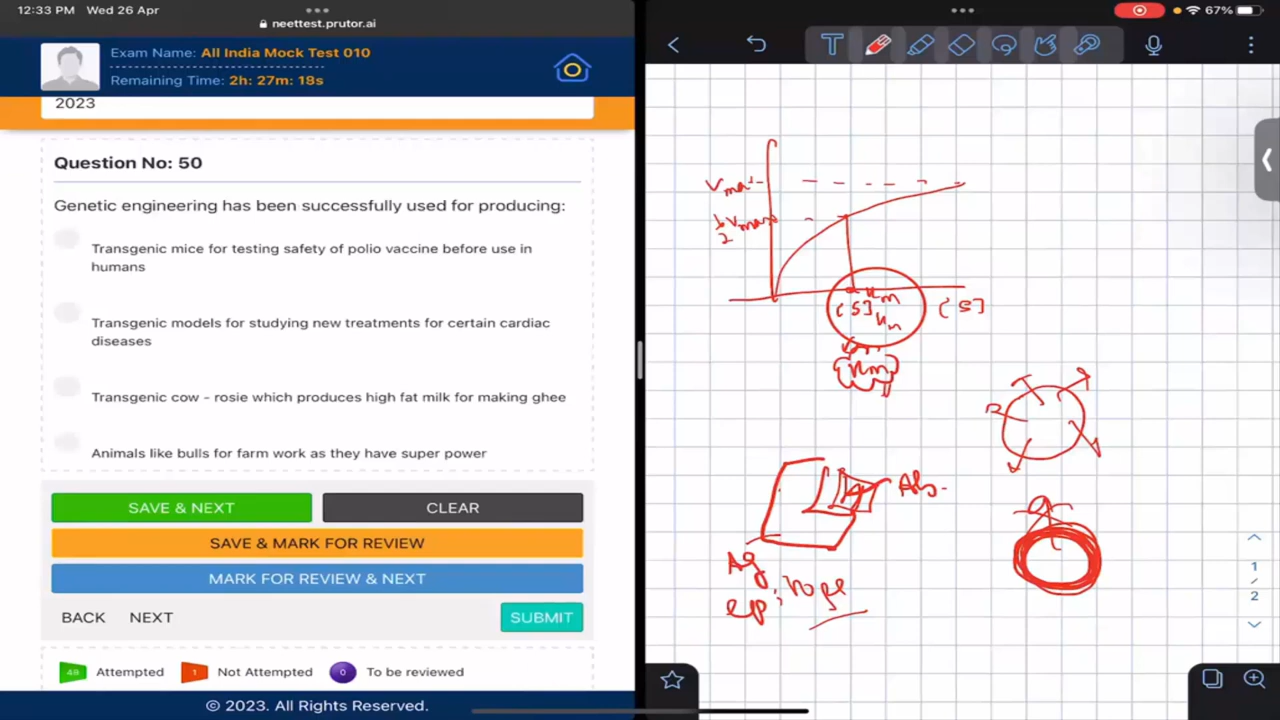 12:33 PM Wed 26 Apr
neettest.prutor.ai
67%
Exam Name: All India Mock Test 010
Remaining Time: 2h: 27m: 18s
2023
Question No: 50
Genetic engineering has been successfully used for producing:
Transgenic mice for testing safety of polio vaccine before use in
humans
Transgenic models for studying new treatments for certain cardiac
diseases
Transgenic cow - rosie which produces high fat milk for making ghee
Animals like bulls for farm work as they have super power
SAVE & NEXT
CLEAR
SAVE & MARK FOR REVIEW
MARK FOR REVIEW & NEXT
BACK
NEXT
SUBMIT
49 Attempted
1 Not Attempted
0 To be reviewed
© 2023. All Rights Reserved.
T
Vmax
1/2 Vmax
[S] Km
[S]
Km
Ag
1
/
2